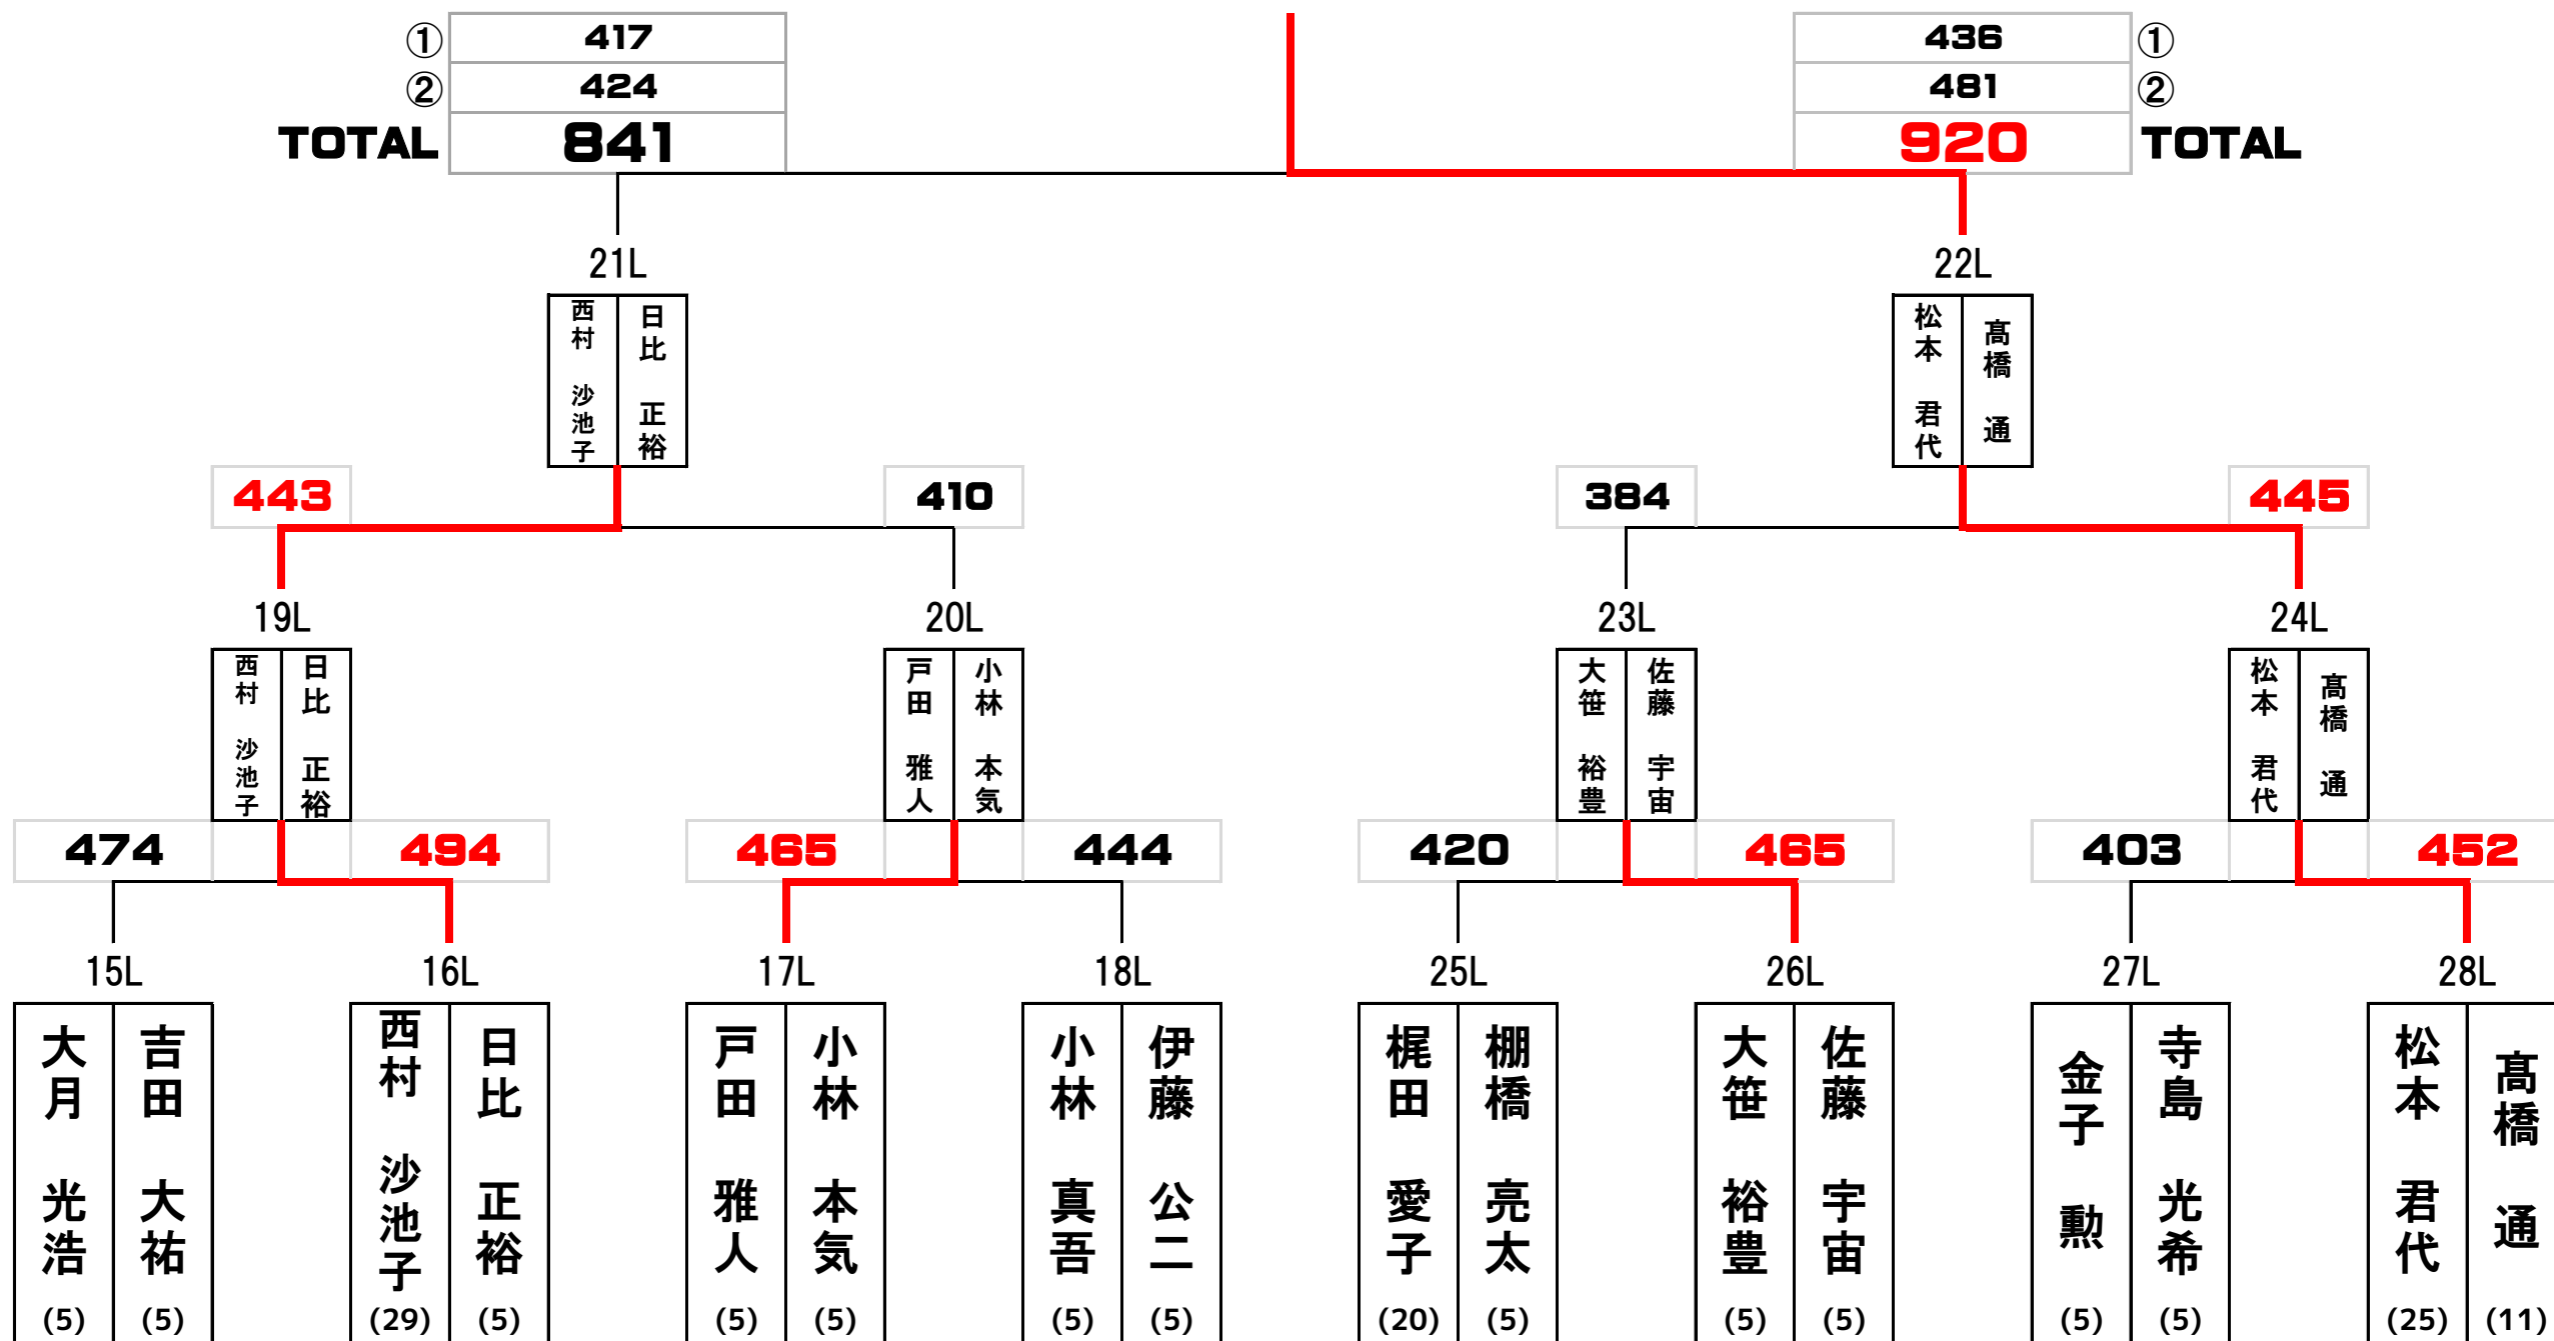 ① 417 436 ①
② 424 481 ②
TOTAL 841 920 TOTAL
21L 22L
西村 沙池子
日比 正裕
松本 君代
髙橋 通
443 410 384 445
19L 20L 23L 24L
西村 沙池子
日比 正裕
戸田 雅人
小林 本気
大笹 裕豊
佐藤 宇宙
松本 君代
髙橋 通
474 494 465 444 420 465 403 452
15L 16L 17L 18L 25L 26L 27L 28L
大月 光浩 (5)
吉田 大祐 (5)
西村 沙池子 (29)
日比 正裕 (5)
戸田 雅人 (5)
小林 本気 (5)
小林 真吾 (5)
伊藤 公二 (5)
梶田 愛子 (20)
棚橋 亮太 (5)
大笹 裕豊 (5)
佐藤 宇宙 (5)
金子 勲 (5)
寺島 光希 (5)
松本 君代 (25)
髙橋 通 (11)